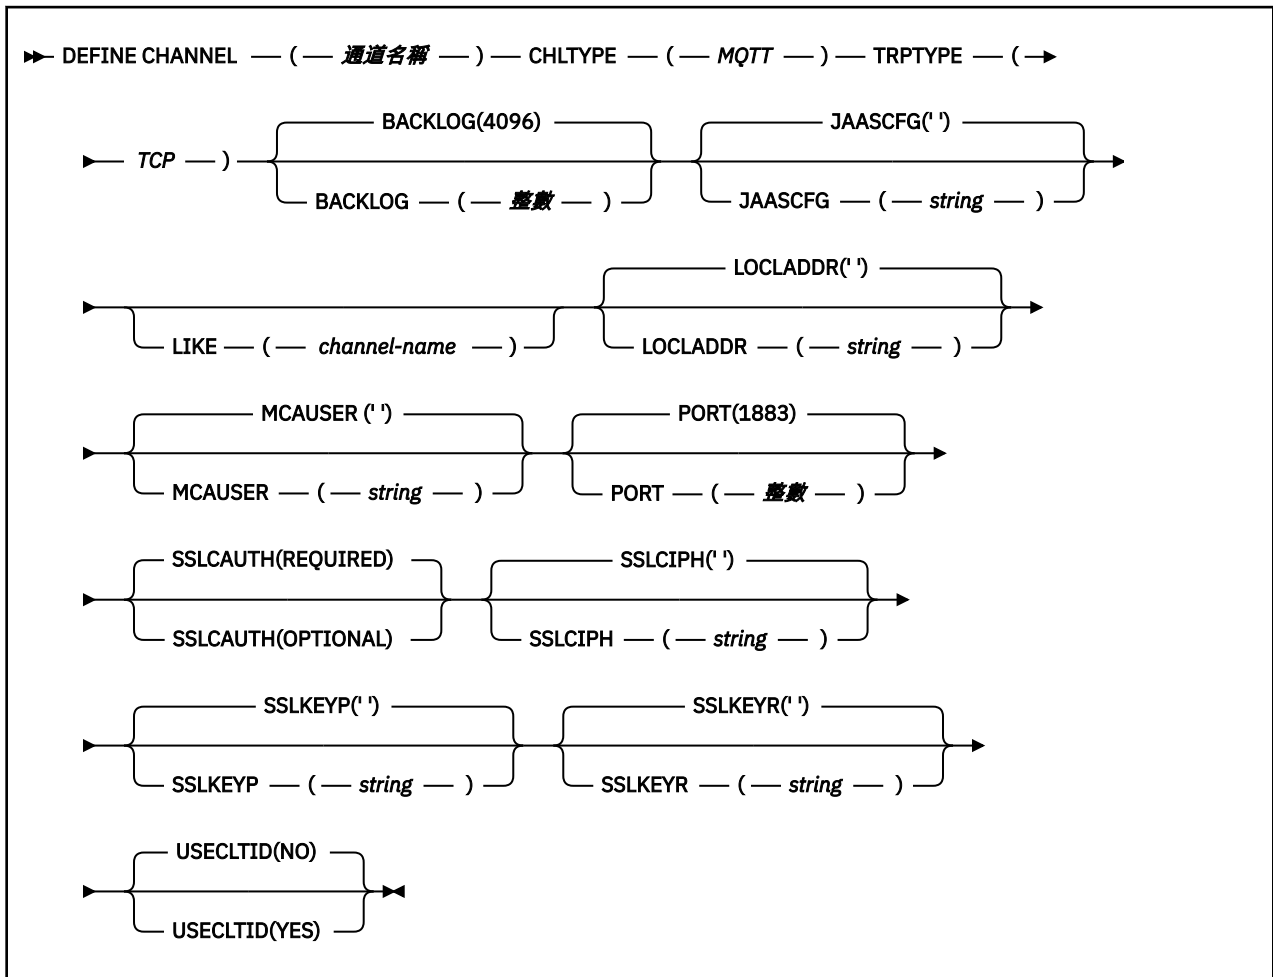 DEFINE CHANNEL ( 通道名稱 ) CHLTYPE ( MQTT ) TRPTYPE (
BACKLOG(4096) JAASCFG(' ')
TCP )
BACKLOG ( 整數 ) JAASCFG ( string )
LOCLADDR(' ')
LIKE ( channel-name ) LOCLADDR ( string )
MCAUSER (' ') PORT(1883)
MCAUSER ( string ) PORT ( 整數 )
SSLCAUTH(REQUIRED) SSLCIPH(' ')
SSLCAUTH(OPTIONAL) SSLCIPH ( string )
SSLKEYP(' ') SSLKEYR(' ')
SSLKEYP ( string ) SSLKEYR ( string )
USECLTID(NO)
USECLTID(YES)